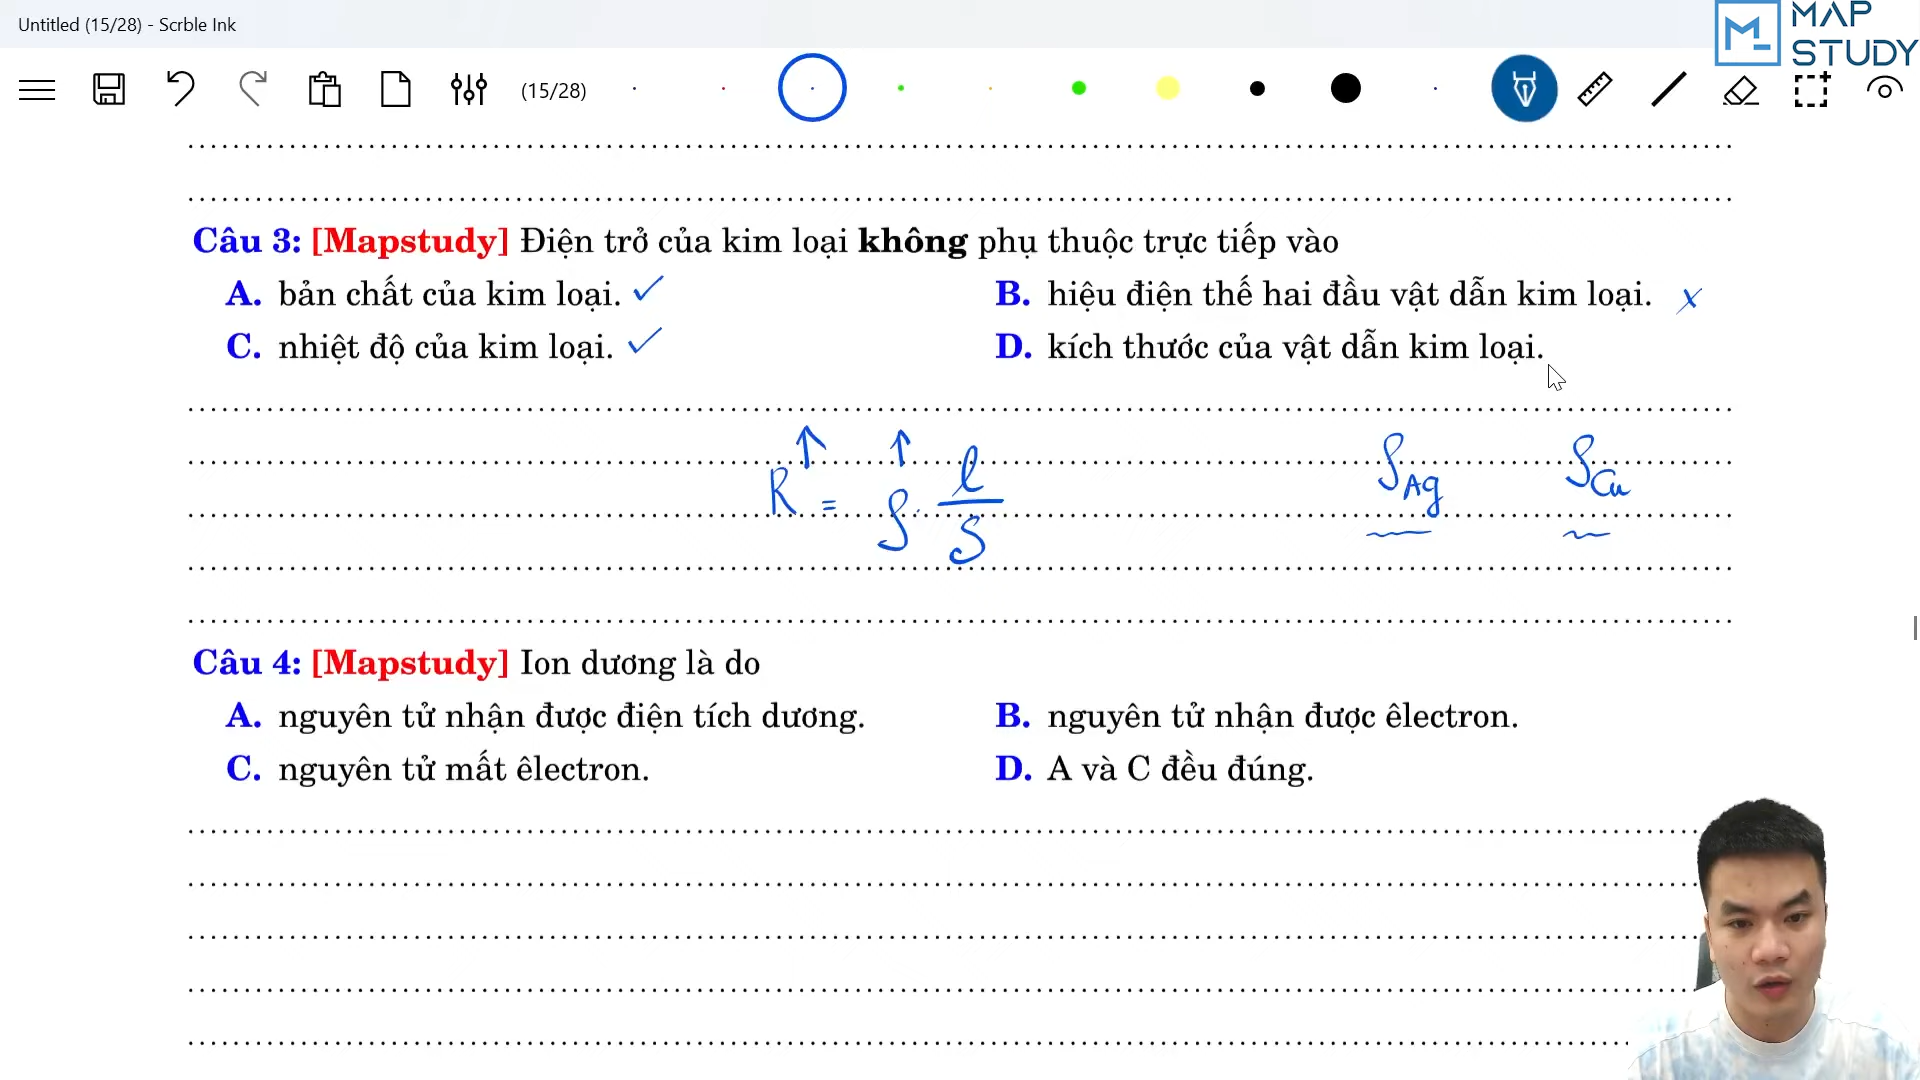 Untitled (15/28) - Scrble Ink
MAP
STUDY
(15/28)
Câu 3: [Mapstudy] Điện trở của kim loại không phụ thuộc trực tiếp vào
A. bản chất của kim loại. ✓
B. hiệu điện thế hai đầu vật dẫn kim loại. x
C. nhiệt độ của kim loại. ✓
D. kích thước của vật dẫn kim loại.
R↑ = ρ↑ . l/S
ρAg ρCu
Câu 4: [Mapstudy] Ion dương là do
A. nguyên tử nhận được điện tích dương.
B. nguyên tử nhận được êlectron.
C. nguyên tử mất êlectron.
D. A và C đều đúng.